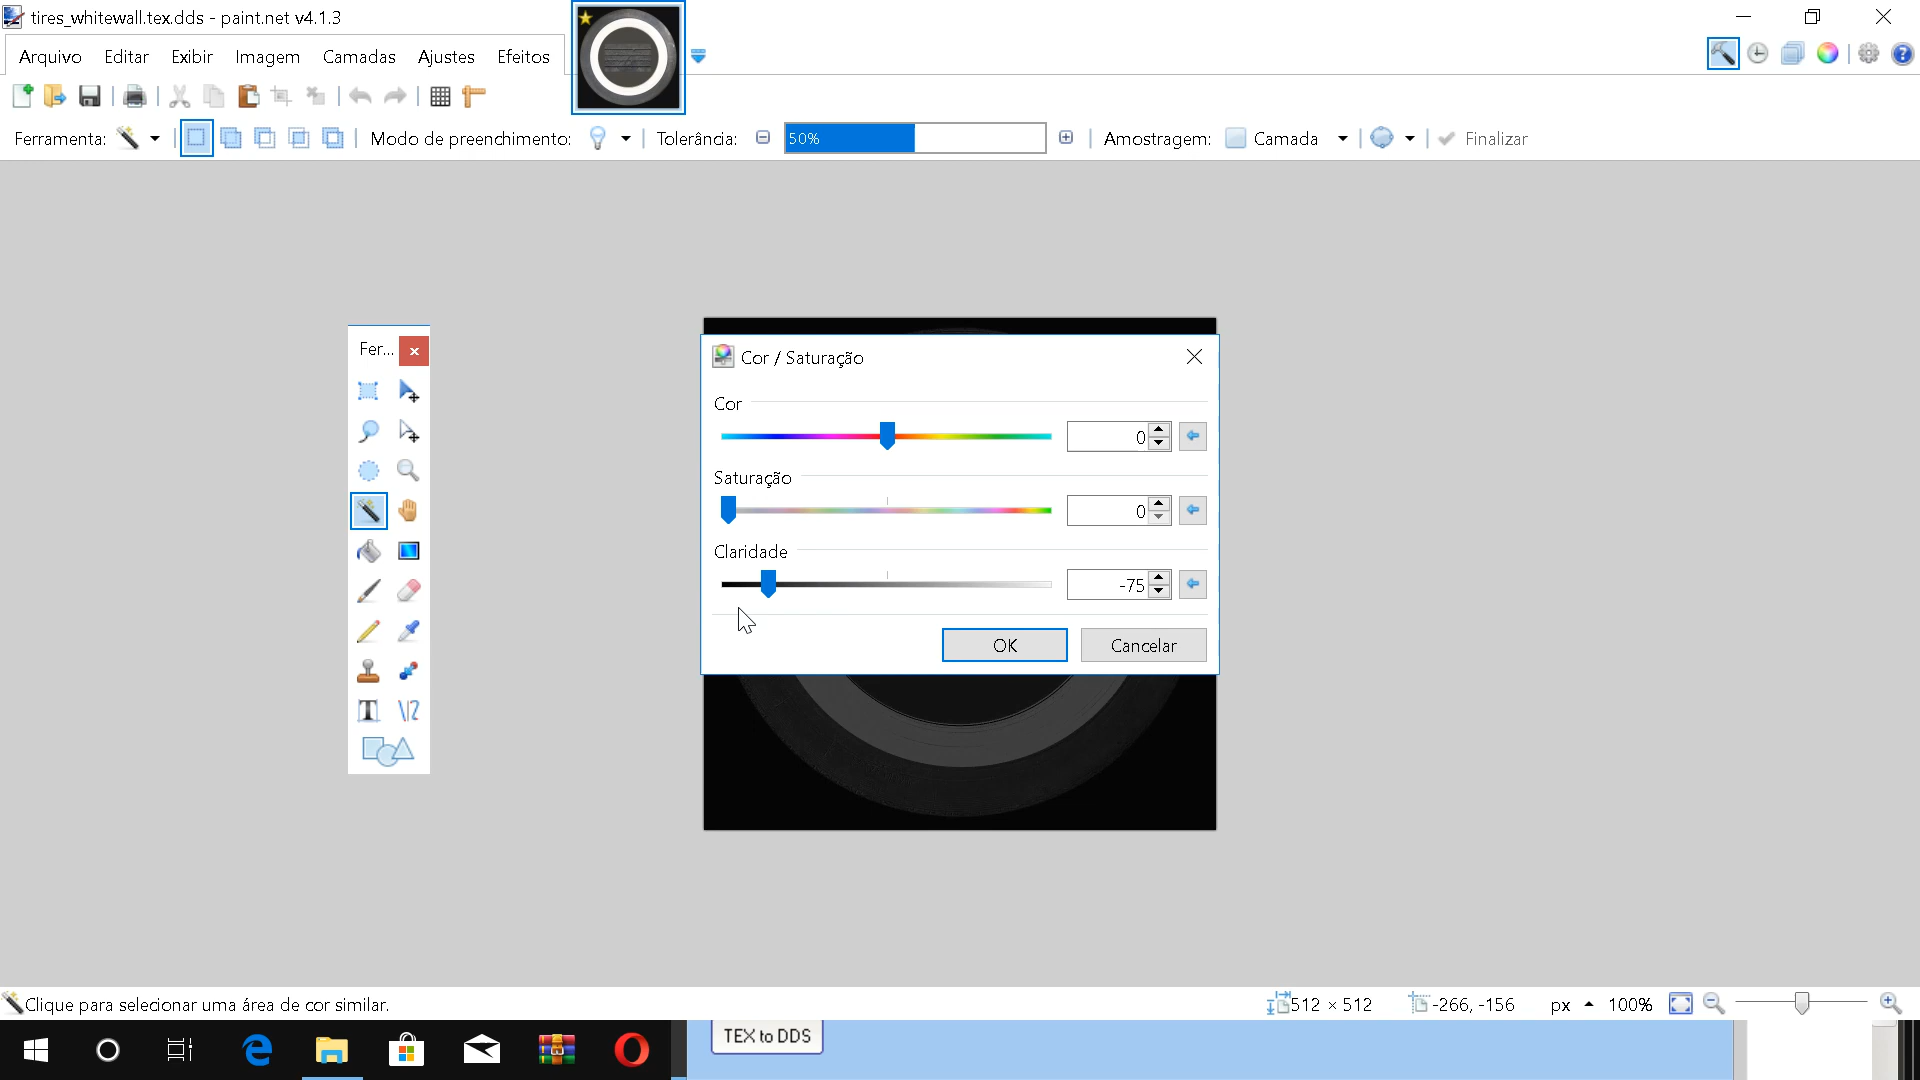 tires_whitewall.tex.dds - paint.net v4.1.3
Arquivo Editar Exibir Imagem Camadas Ajustes Efeitos
Ferramenta: Modo de preenchimento: Tolerância: 50% Amostragem: Camada Finalizar
Fer...
Cor / Saturação
Cor
0
Saturação
0
Claridade
-75
OK Cancelar
Clique para selecionar uma área de cor similar. 512 × 512 -266, -156 px 100%
TEX to DDS